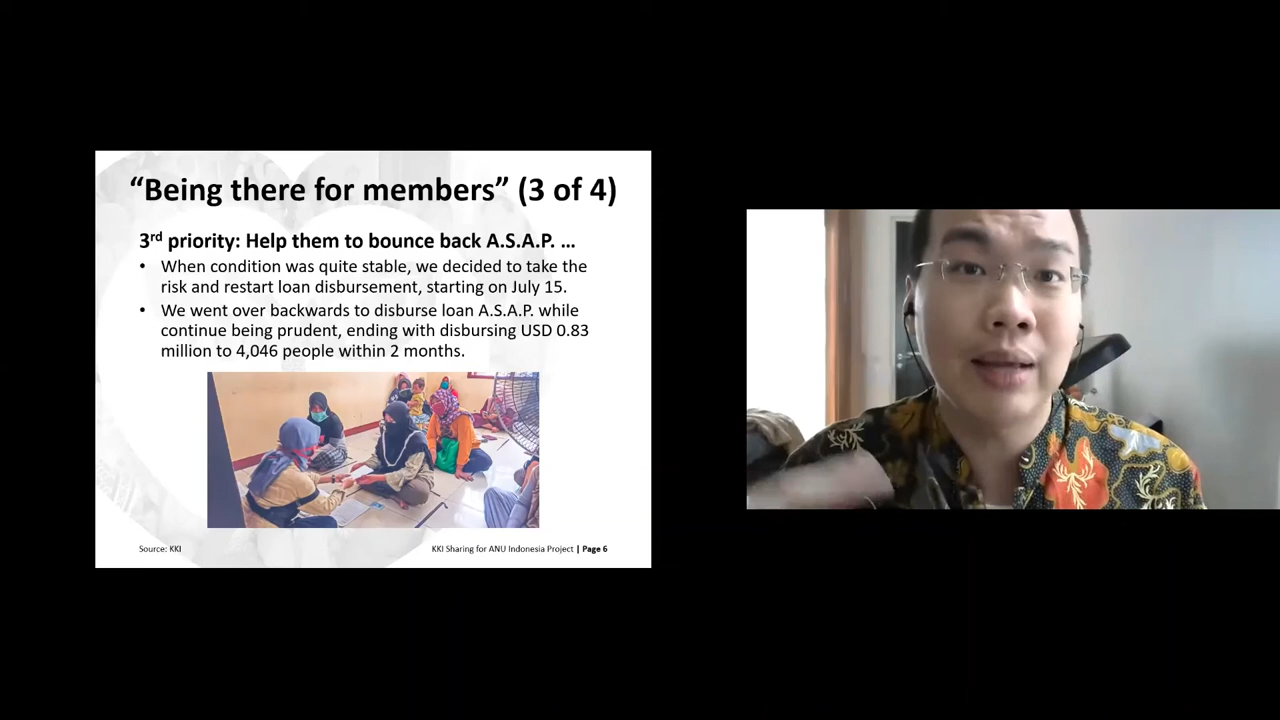 “Being there for members” (3 of 4)
3rd priority: Help them to bounce back A.S.A.P. …
• When condition was quite stable, we decided to take the
risk and restart loan disbursement, starting on July 15.
• We went over backwards to disburse loan A.S.A.P. while
continue being prudent, ending with disbursing USD 0.83
million to 4,046 people within 2 months.
Source: KKI
KKI Sharing for ANU Indonesia Project | Page 6